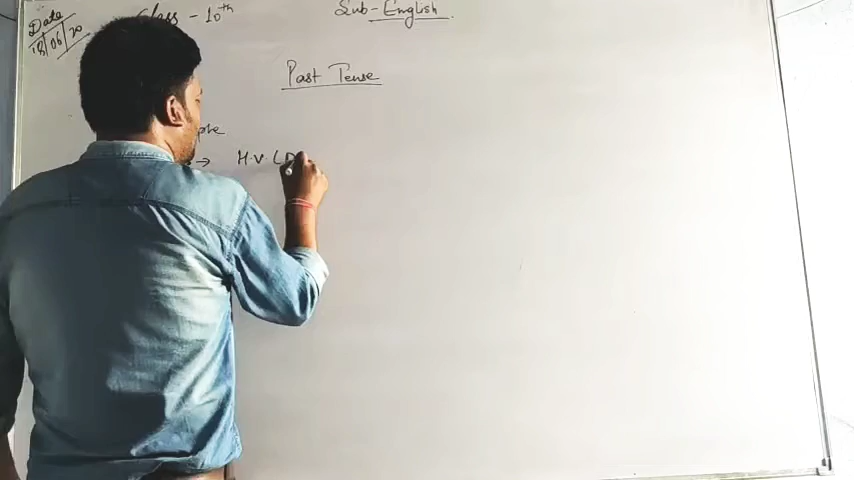 Date
18/06/20
Class - 10th
Sub- English.
Past Tense
→ H.V (D